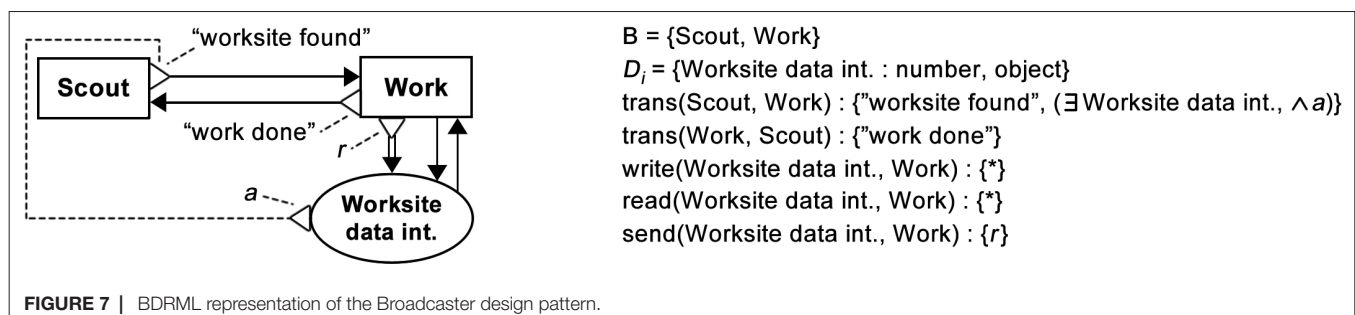 "worksite found"
Scout
Work
"work done"
r
a
Worksite
data int.
B = {Scout, Work}
Dᵢ = {Worksite data int. : number, object}
trans(Scout, Work) : {"worksite found", (∃ Worksite data int., ∧ a)}
trans(Work, Scout) : {"work done"}
write(Worksite data int., Work) : {*}
read(Worksite data int., Work) : {*}
send(Worksite data int., Work) : {r}
FIGURE 7 | BDRML representation of the Broadcaster design pattern.